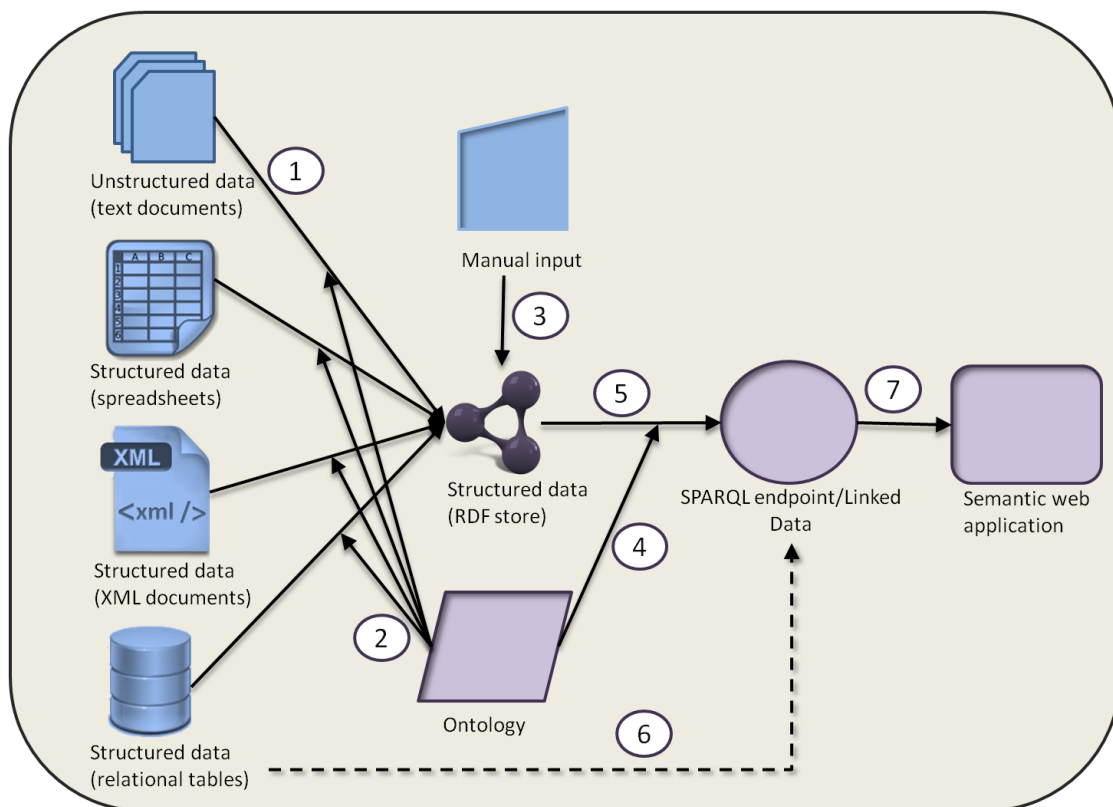 1
Unstructured data
(text documents)
A B C
1
2
3
4
5
6
Structured data
(spreadsheets)
XML
<xml />
Structured data
(XML documents)
Structured data
(relational tables)
Manual input
3
Structured data
(RDF store)
2
Ontology
4
5
6
SPARQL endpoint/Linked
Data
7
Semantic web
application